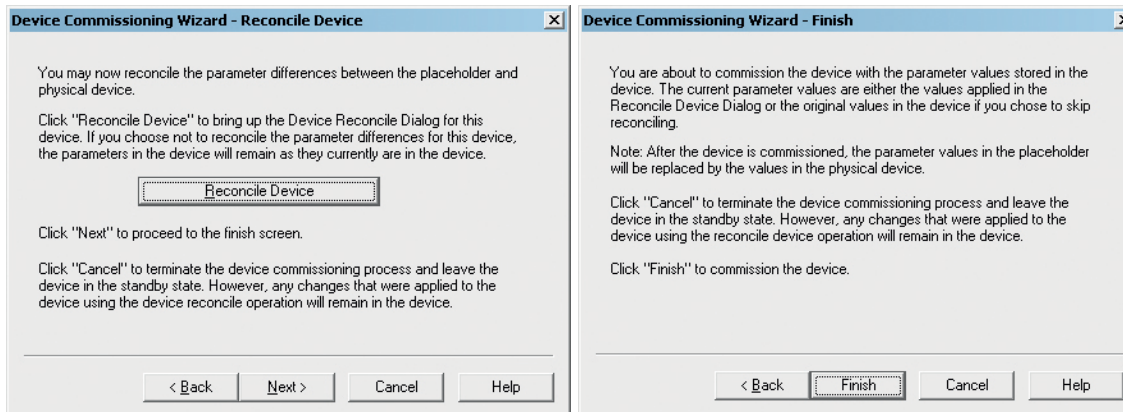 Device Commissioning Wizard - Reconcile Device
You may now reconcile the parameter differences between the placeholder and
physical device.
Click "Reconcile Device" to bring up the Device Reconcile Dialog for this
device. If you choose not to reconcile the parameter differences for this device,
the parameters in the device will remain as they currently are in the device.
Reconcile Device
Click "Next" to proceed to the finish screen.
Click "Cancel" to terminate the device commissioning process and leave the
device in the standby state. However, any changes that were applied to the
device using the device reconcile operation will remain in the device.
< Back
Next >
Cancel
Help
Device Commissioning Wizard - Finish
You are about to commission the device with the parameter values stored in the
device. The current parameter values are either the values applied in the
Reconcile Device Dialog or the original values in the device if you chose to skip
reconciling.
Note: After the device is commissioned, the parameter values in the placeholder
will be replaced by the values in the physical device.
Click "Cancel" to terminate the device commissioning process and leave the
device in the standby state. However, any changes that were applied to the
device using the reconcile device operation will remain in the device.
Click "Finish" to commission the device.
< Back
Finish
Cancel
Help